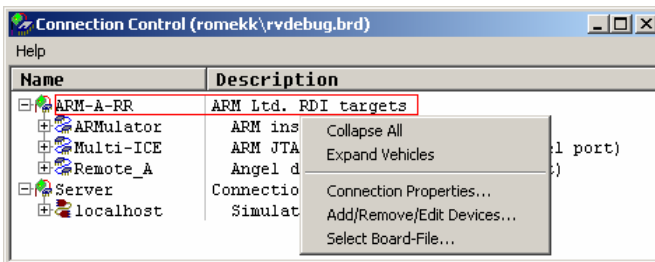 Connection Control (romekk\rvdebug.brd)
Help
Name Description
ARM-A-RR ARM Ltd. RDI targets
ARMulator ARM ins
Multi-ICE ARM JTA l port)
Remote_A Angel d )
Server Connectio
localhost Simulat
Collapse All
Expand Vehicles
Connection Properties...
Add/Remove/Edit Devices...
Select Board-File...